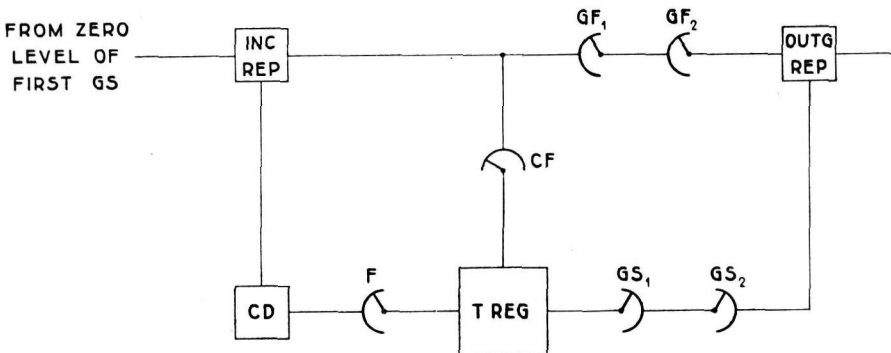 FROM ZERO
LEVEL OF
FIRST GS
INC
REP
GF₁
GF₂
OUTG
REP
CF
CD
F
T REG
GS₁
GS₂